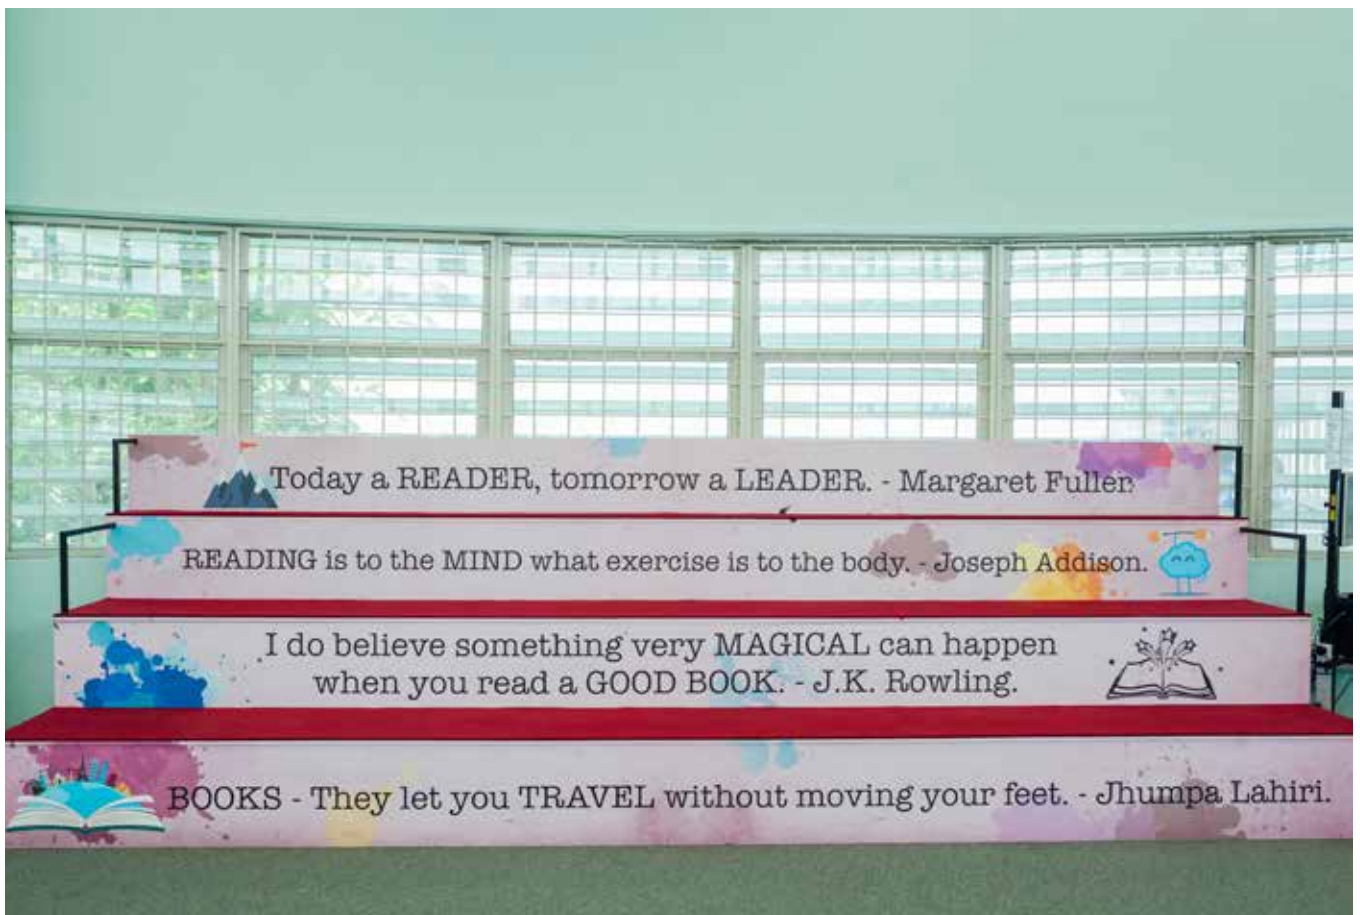 Today a READER, tomorrow a LEADER. - Margaret Fuller.
READING is to the MIND what exercise is to the body. - Joseph Addison.
I do believe something very MAGICAL can happen
when you read a GOOD BOOK. - J.K. Rowling.
BOOKS - They let you TRAVEL without moving your feet. - Jhumpa Lahiri.